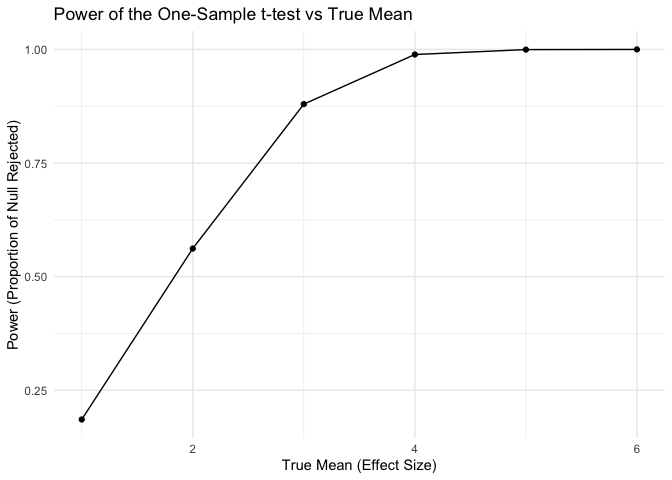 Power of the One-Sample t-test vs True Mean
Power (Proportion of Null Rejected)
1.00
0.75
0.50
0.25
2
4
6
True Mean (Effect Size)